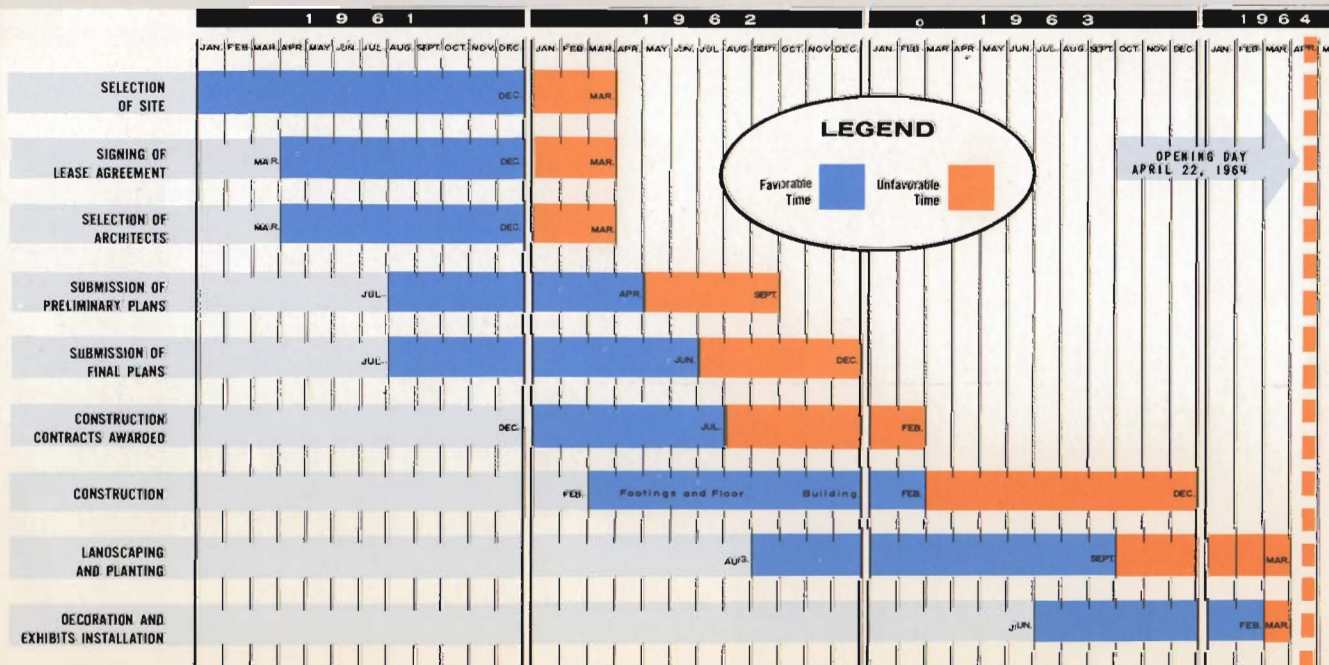 1 9 6 1
1 9 6 2
1 9 6 3
1 9 6 4
JAN. FEB. MAR. APR. MAY JUN. JUL. AUG. SEPT. OCT. NOV. DEC.
JAN. FEB. MAR. APR. MAY JUN. JUL. AUG. SEPT. OCT. NOV. DEC.
JAN. FEB. MAR. APR. MAY JUN. JUL. AUG. SEPT. OCT. NOV. DEC.
JAN. FEB. MAR. APR. M
SELECTION
OF SITE
DEC.
MAR.
LEGEND
Favorable
Time
Unfavorable
Time
OPENING DAY
APRIL 22, 1964
SIGNING OF
LEASE AGREEMENT
MAR.
DEC.
MAR.
SELECTION OF
ARCHITECTS
MAR.
DEC.
MAR.
SUBMISSION OF
PRELIMINARY PLANS
JUL.
APR.
SEPT.
SUBMISSION OF
FINAL PLANS
JUL.
JUN.
DEC.
CONSTRUCTION
CONTRACTS AWARDED
DEC.
JUL.
FEB.
CONSTRUCTION
FEB.
Footings and Floor
Building
FEB.
DEC.
LANDSCAPING
AND PLANTING
AUG.
SEPT.
MAR.
DECORATION AND
EXHIBITS INSTALLATION
JUN.
FEB.
MAR.